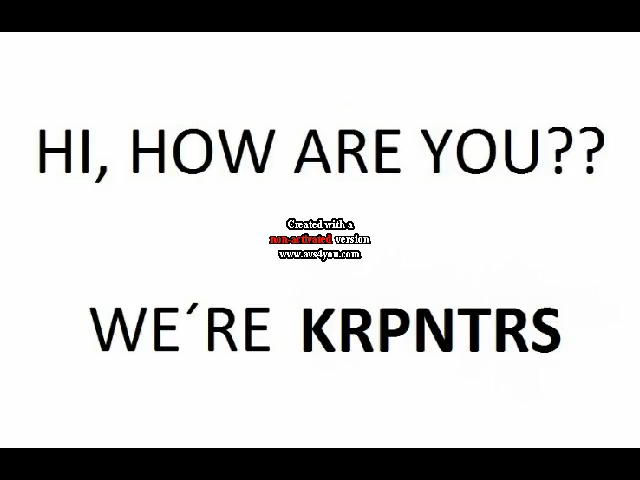 HI, HOW ARE YOU??
Created with a
non-activated version
www.avs4you.com
WE´RE KRPNTRS